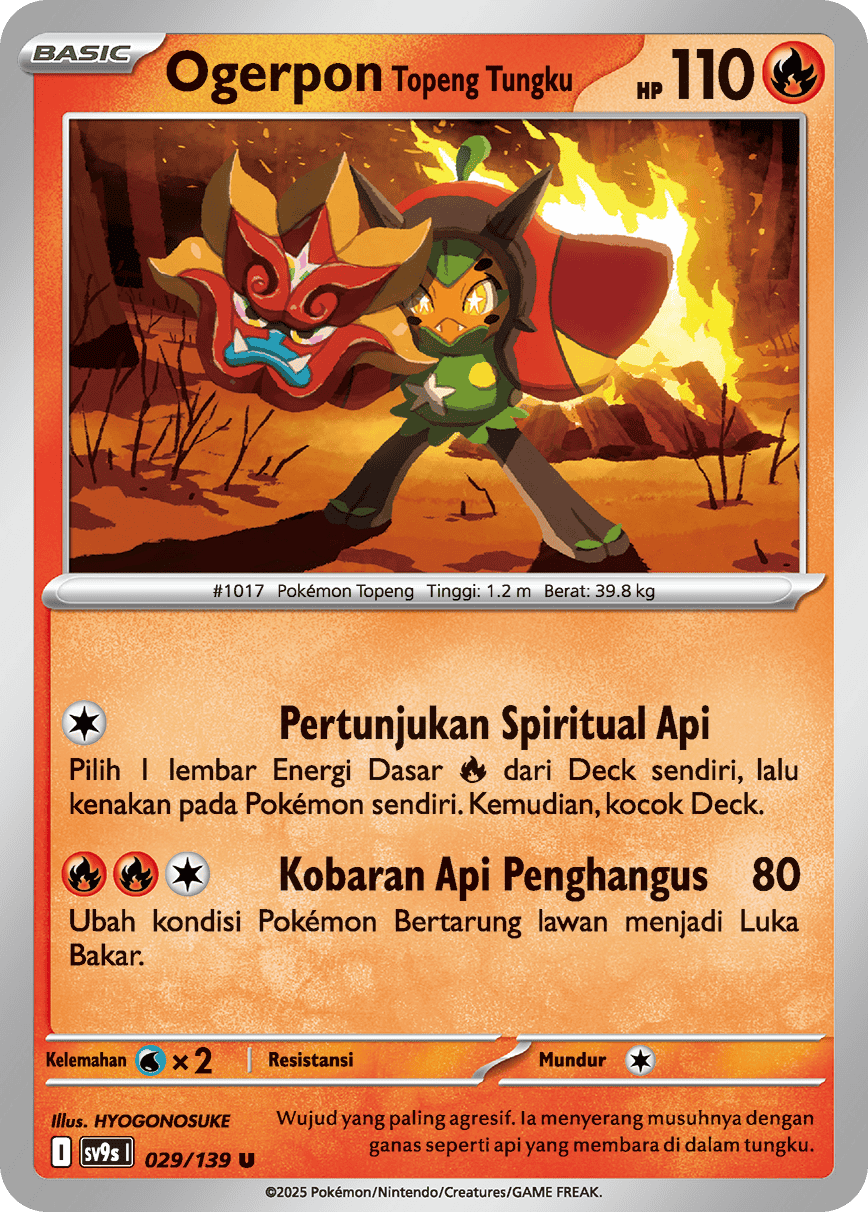 BASIC
Ogerpon Topeng Tungku HP 110
#1017 Pokémon Topeng Tinggi: 1.2 m Berat: 39.8 kg
Pertunjukan Spiritual Api
Pilih 1 lembar Energi Dasar dari Deck sendiri, lalu
kenakan pada Pokémon sendiri. Kemudian, kocok Deck.
Kobaran Api Penghangus 80
Ubah kondisi Pokémon Bertarung lawan menjadi Luka
Bakar.
Kelemahan ×2 Resistansi Mundur
Illus. HYOGONOSUKE
Wujud yang paling agresif. Ia menyerang musuhnya dengan
ganas seperti api yang membara di dalam tungku.
I sv9s I 029/139 U
©2025 Pokémon/Nintendo/Creatures/GAME FREAK.